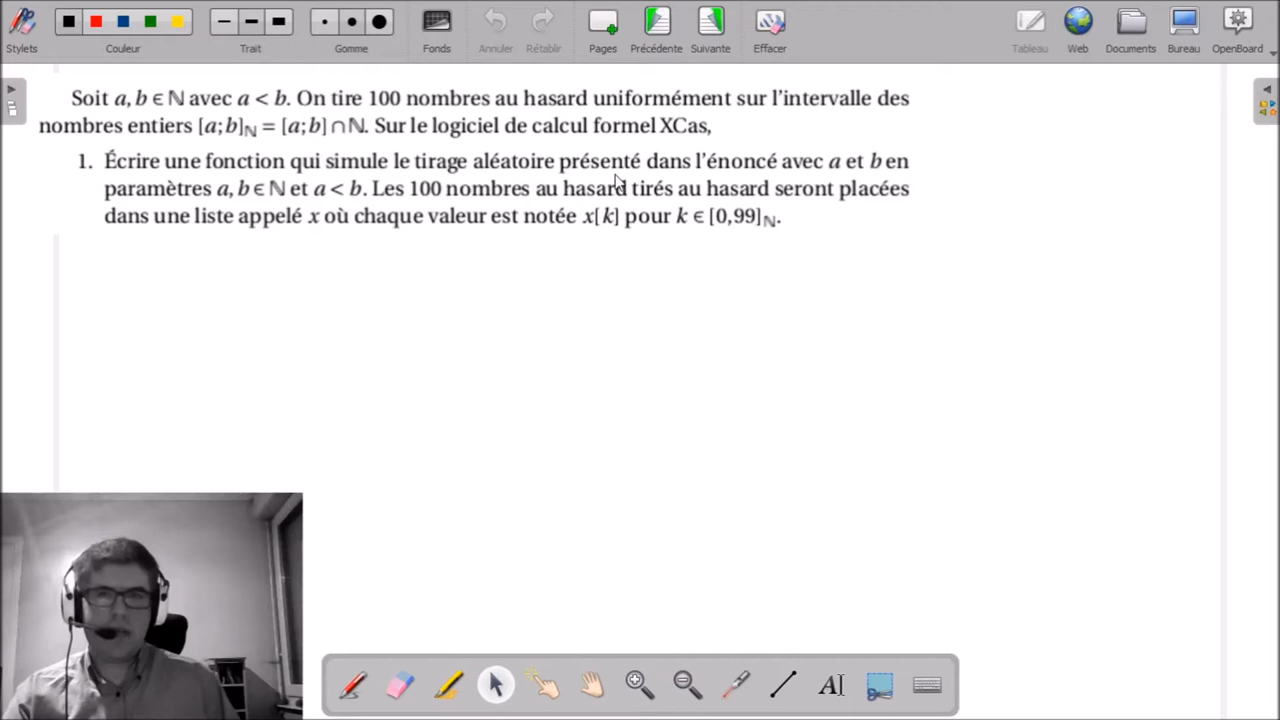 Stylets
Couleur
Trait
Gomme
Fonds
Annuler
Rétablir
Pages
Précédente
Suivante
Effacer
Tableau
Web
Documents
Bureau
OpenBoard
Soit a, b ∈ ℕ avec a < b. On tire 100 nombres au hasard uniformément sur l'intervalle des
nombres entiers [a;b]ℕ = [a;b] ∩ ℕ. Sur le logiciel de calcul formel XCas,
1. Écrire une fonction qui simule le tirage aléatoire présenté dans l'énoncé avec a et b en
paramètres a, b ∈ ℕ et a < b. Les 100 nombres au hasard tirés au hasard seront placées
dans une liste appelé x où chaque valeur est notée x[k] pour k ∈ [0,99]ℕ.
AI